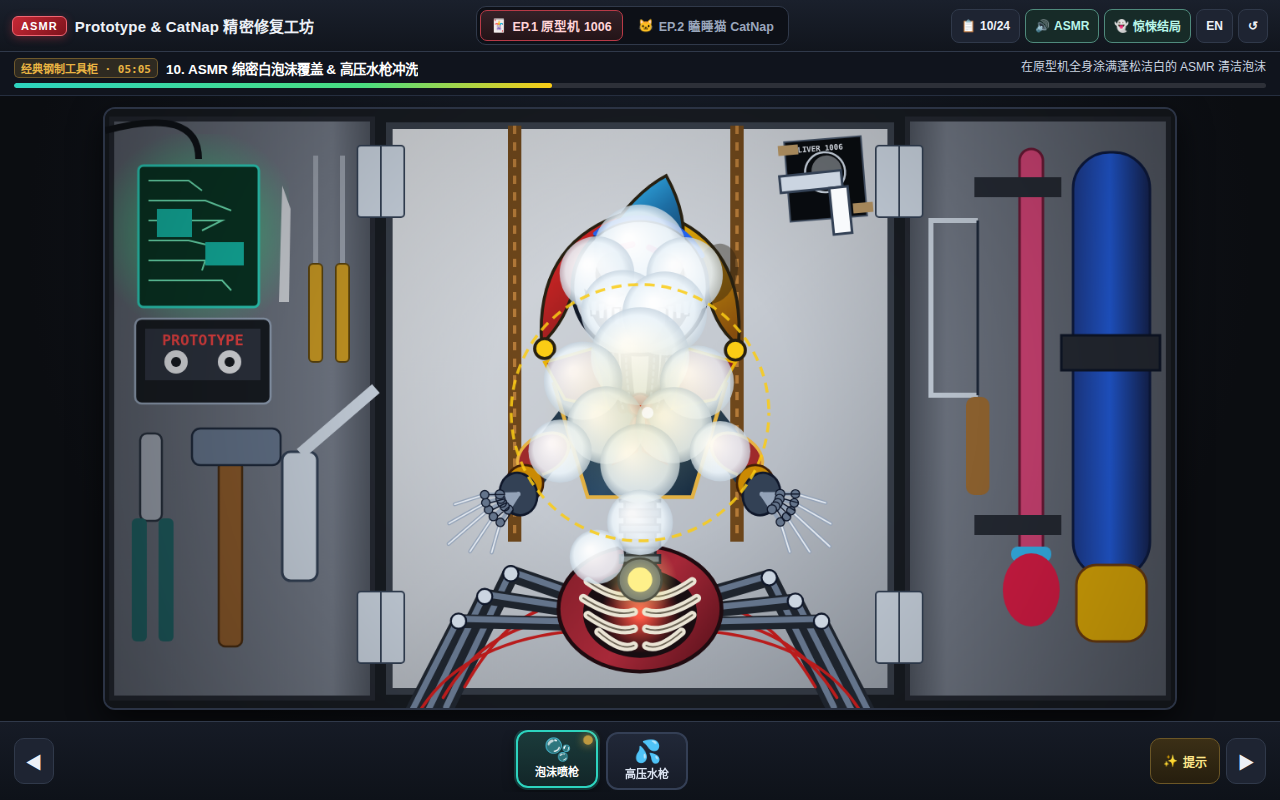 ASMR Prototype & CatNap 精密修复工坊
EP.1 原型机 1006
EP.2 瞌睡猫 CatNap
10/24
ASMR
惊悚结局
EN
经典钢制工具柜 · 05:05
10. ASMR 绵密白泡沫覆盖 & 高压水枪冲洗
在原型机全身涂满蓬松洁白的 ASMR 清洁泡沫
LIVER 1006
PROTOTYPE
泡沫喷枪
高压水枪
提示